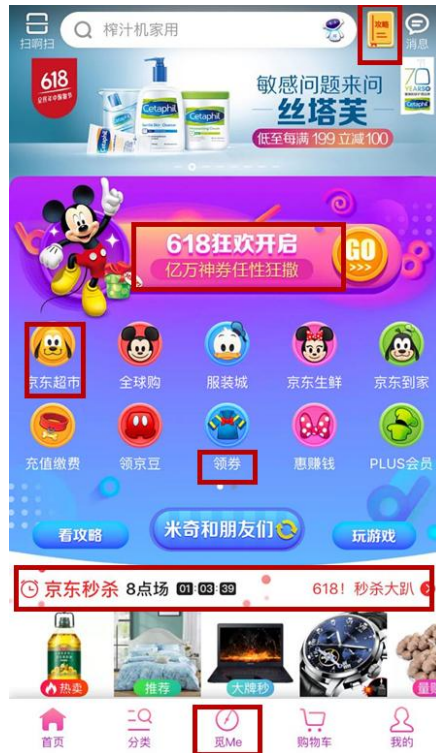 榨汁机家用
攻略
扫啊扫
消息
618
敏感问题来问
丝塔芙
低至每满 199 立减100
Cetaphil
Cetaphil
Cetaphil
70
YEARS
Cetaphil
618狂欢开启
亿万神券任性狂撒
GO
>>>
京东超市 全球购 服装城 京东生鲜 京东到家
充值缴费 领京豆 领券 惠赚钱 PLUS会员
看攻略 米奇和朋友们 玩游戏
京东秒杀 8点场 01:03:39 618！秒杀大趴
热卖 推荐 大牌秒
首页 分类 觅Me 购物车 我的